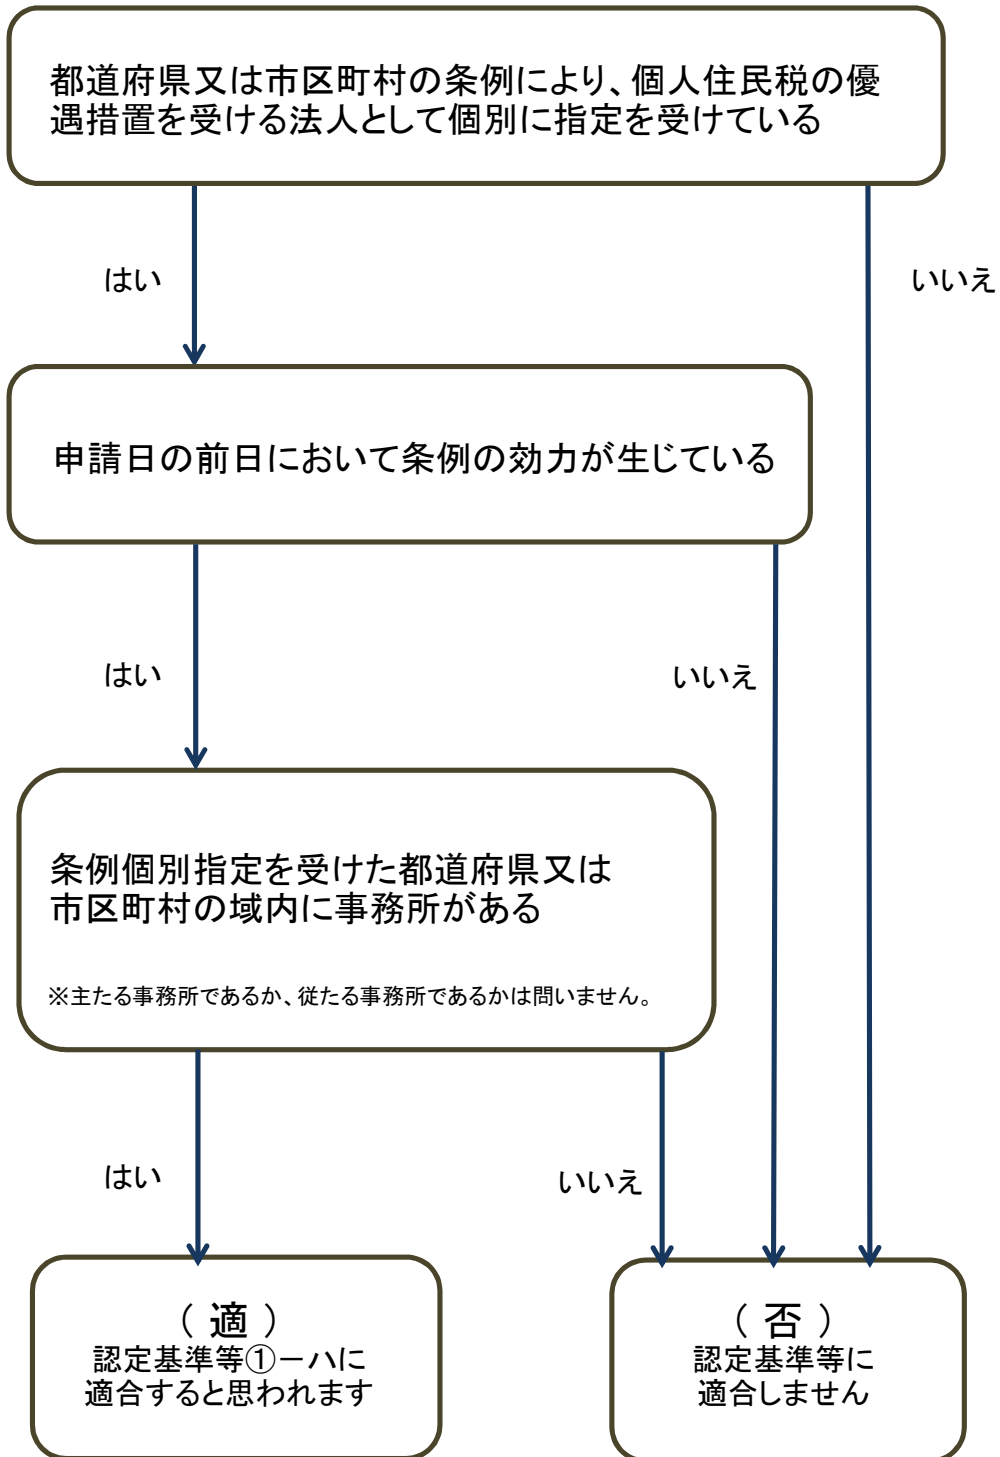 都道府県又は市区町村の条例により、個人住民税の優
遇措置を受ける法人として個別に指定を受けている
はい
いいえ
申請日の前日において条例の効力が生じている
はい
いいえ
条例個別指定を受けた都道府県又は
市区町村の域内に事務所がある
※主たる事務所であるか、従たる事務所であるかは問いません。
はい
いいえ
（ 適 ）
認定基準等①－ハに
適合すると思われます
（ 否 ）
認定基準等に
適合しません